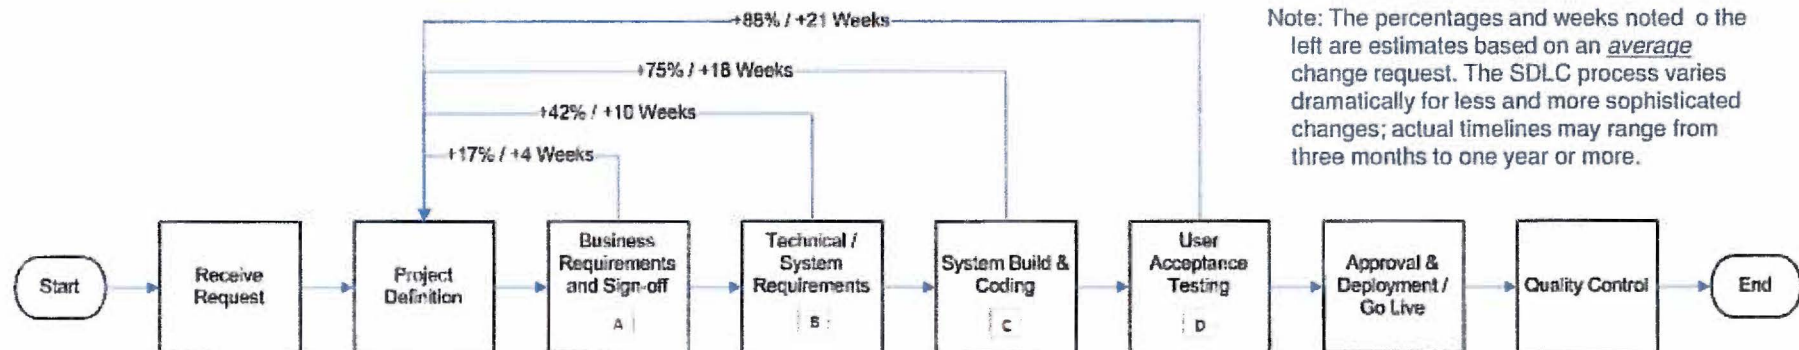 +88% / +21 Weeks
+75% / +18 Weeks
+42% / +10 Weeks
+17% / +4 Weeks
Note: The percentages and weeks noted o the
left are estimates based on an average
change request. The SDLC process varies
dramatically for less and more sophisticated
changes; actual timelines may range from
three months to one year or more.
Start
Receive
Request
Project
Definition
Business
Requirements
and Sign-off
A
Technical /
System
Requirements
B
System Build &
Coding
C
User
Acceptance
Testing
D
Approval &
Deployment /
Go Live
Quality Control
End